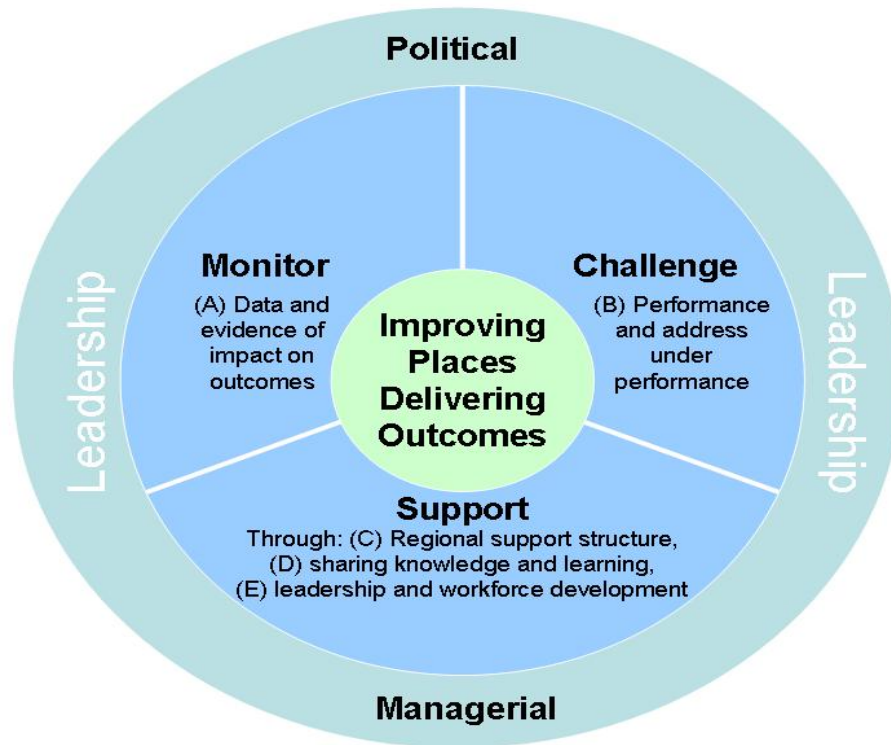 Political
Leadership
Monitor
(A) Data and
evidence of
impact on
outcomes
Challenge
(B) Performance
and address
under
performance
Leadership
Improving
Places
Delivering
Outcomes
Support
Through: (C) Regional support structure,
(D) sharing knowledge and learning,
(E) leadership and workforce development
Managerial